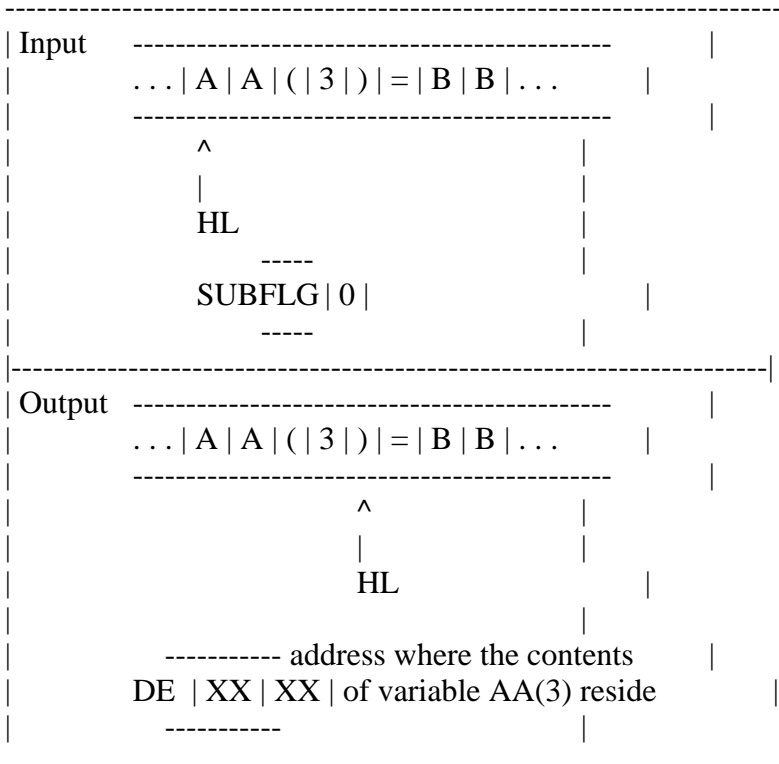 -------------------------------------------------------------------------
| Input --------------------------------------------- |
| . . . | A | A | ( | 3 | ) | = | B | B | . . . |
| --------------------------------------------- |
| ^ |
| | |
| HL |
| ----- |
| SUBFLG | 0 | |
| ----- |
|------------------------------------------------------------------------|
| Output --------------------------------------------- |
| . . . | A | A | ( | 3 | ) | = | B | B | . . . |
| --------------------------------------------- |
| ^ |
| | |
| HL |
| |
| ----------- address where the contents |
| DE | XX | XX | of variable AA(3) reside |
| ----------- |